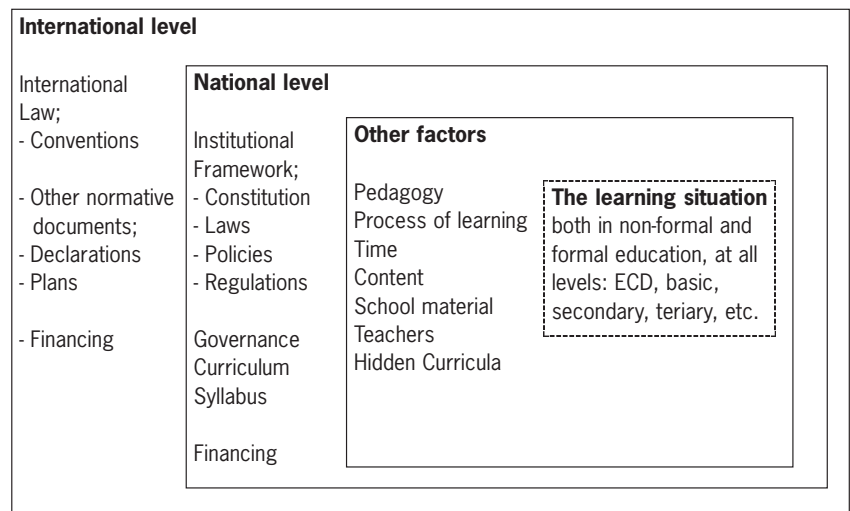 International level
International
Law;
- Conventions
- Other normative
documents;
- Declarations
- Plans
- Financing
National level
Institutional
Framework;
- Constitution
- Laws
- Policies
- Regulations
Governance
Curriculum
Syllabus
Financing
Other factors
Pedagogy
Process of learning
Time
Content
School material
Teachers
Hidden Curricula
The learning situation
both in non-formal and
formal education, at all
levels: ECD, basic,
secondary, teriary, etc.